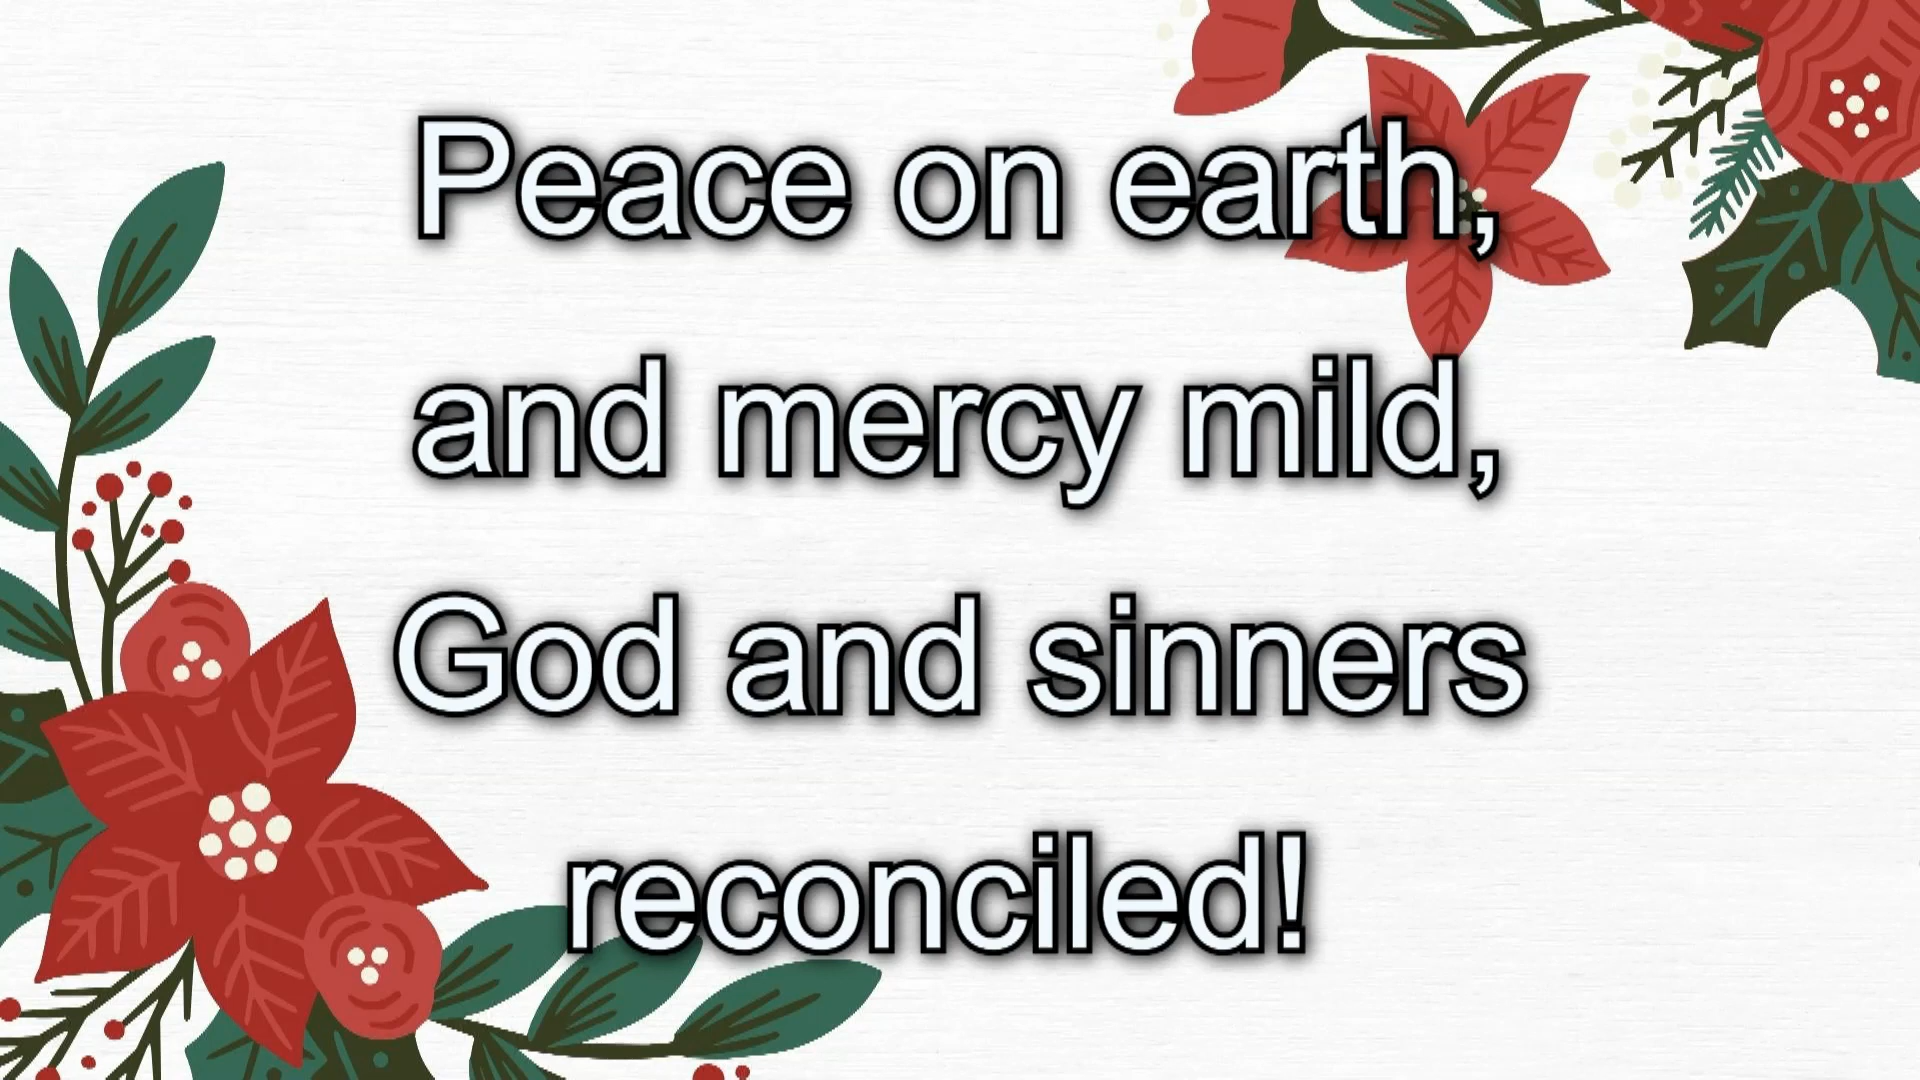 Peace on earth,
and mercy mild,
God and sinners
reconciled!